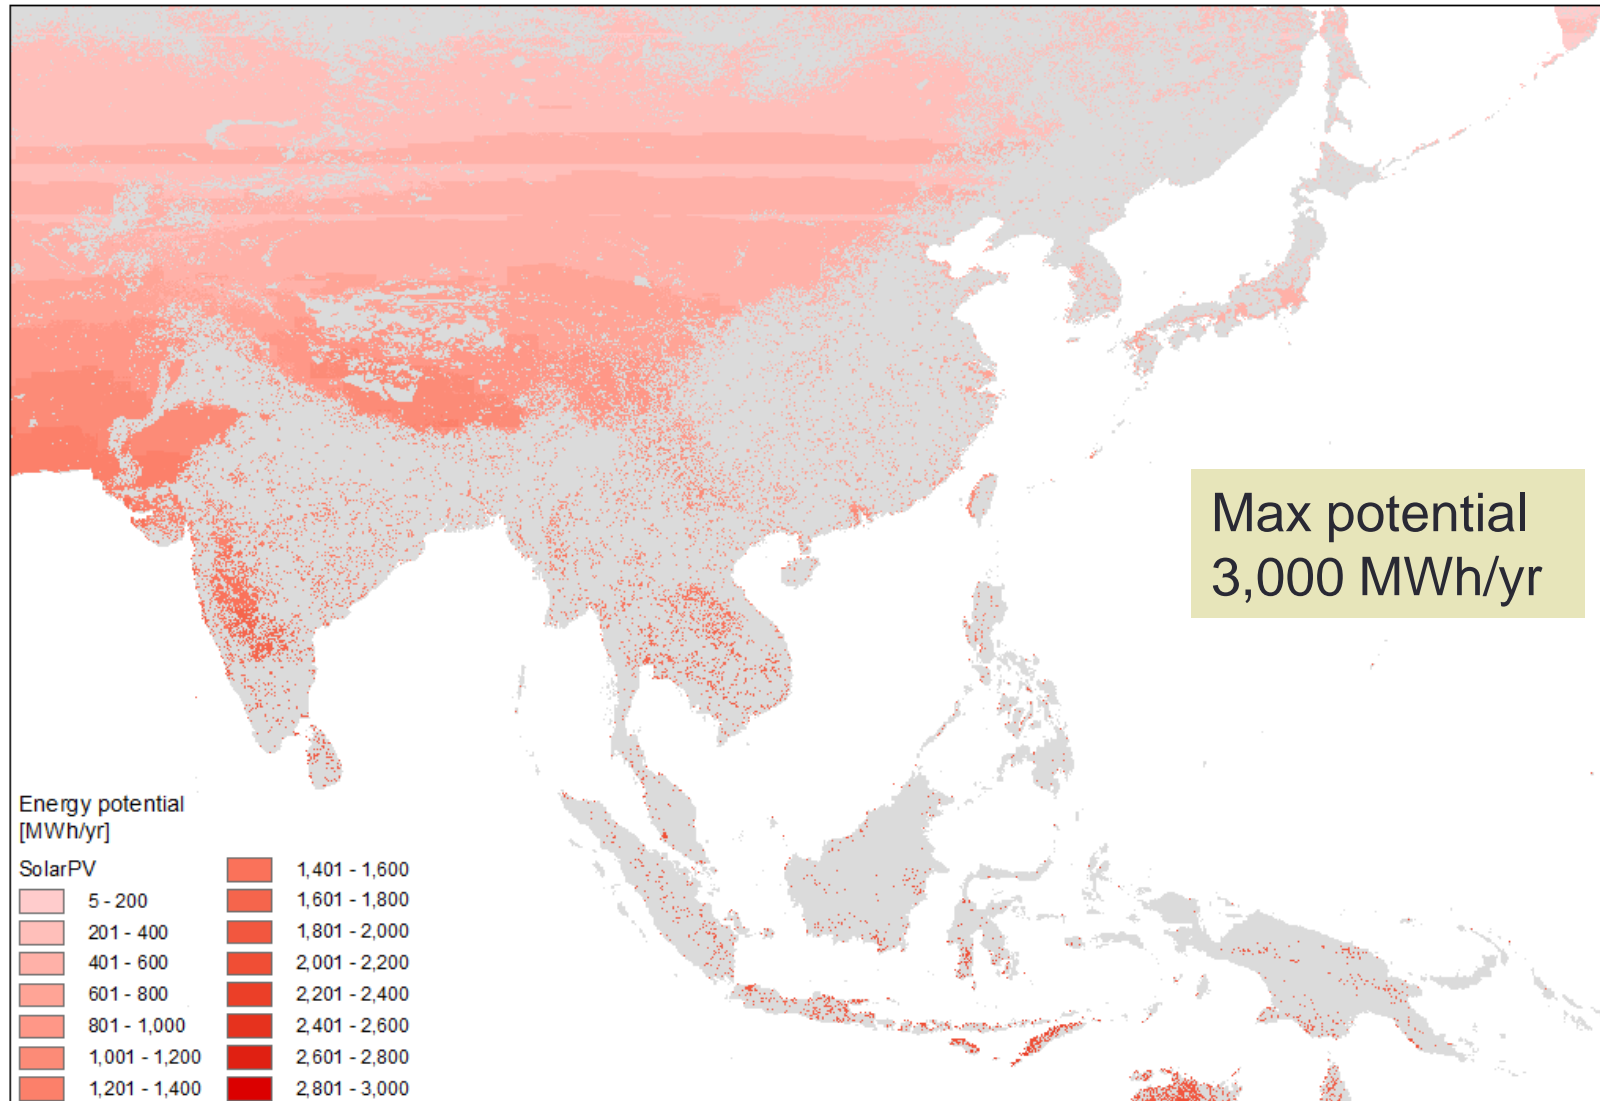 Max potential
3,000 MWh/yr
Energy potential
[MWh/yr]
SolarPV
5 - 200
201 - 400
401 - 600
601 - 800
801 - 1,000
1,001 - 1,200
1,201 - 1,400
1,401 - 1,600
1,601 - 1,800
1,801 - 2,000
2,001 - 2,200
2,201 - 2,400
2,401 - 2,600
2,601 - 2,800
2,801 - 3,000